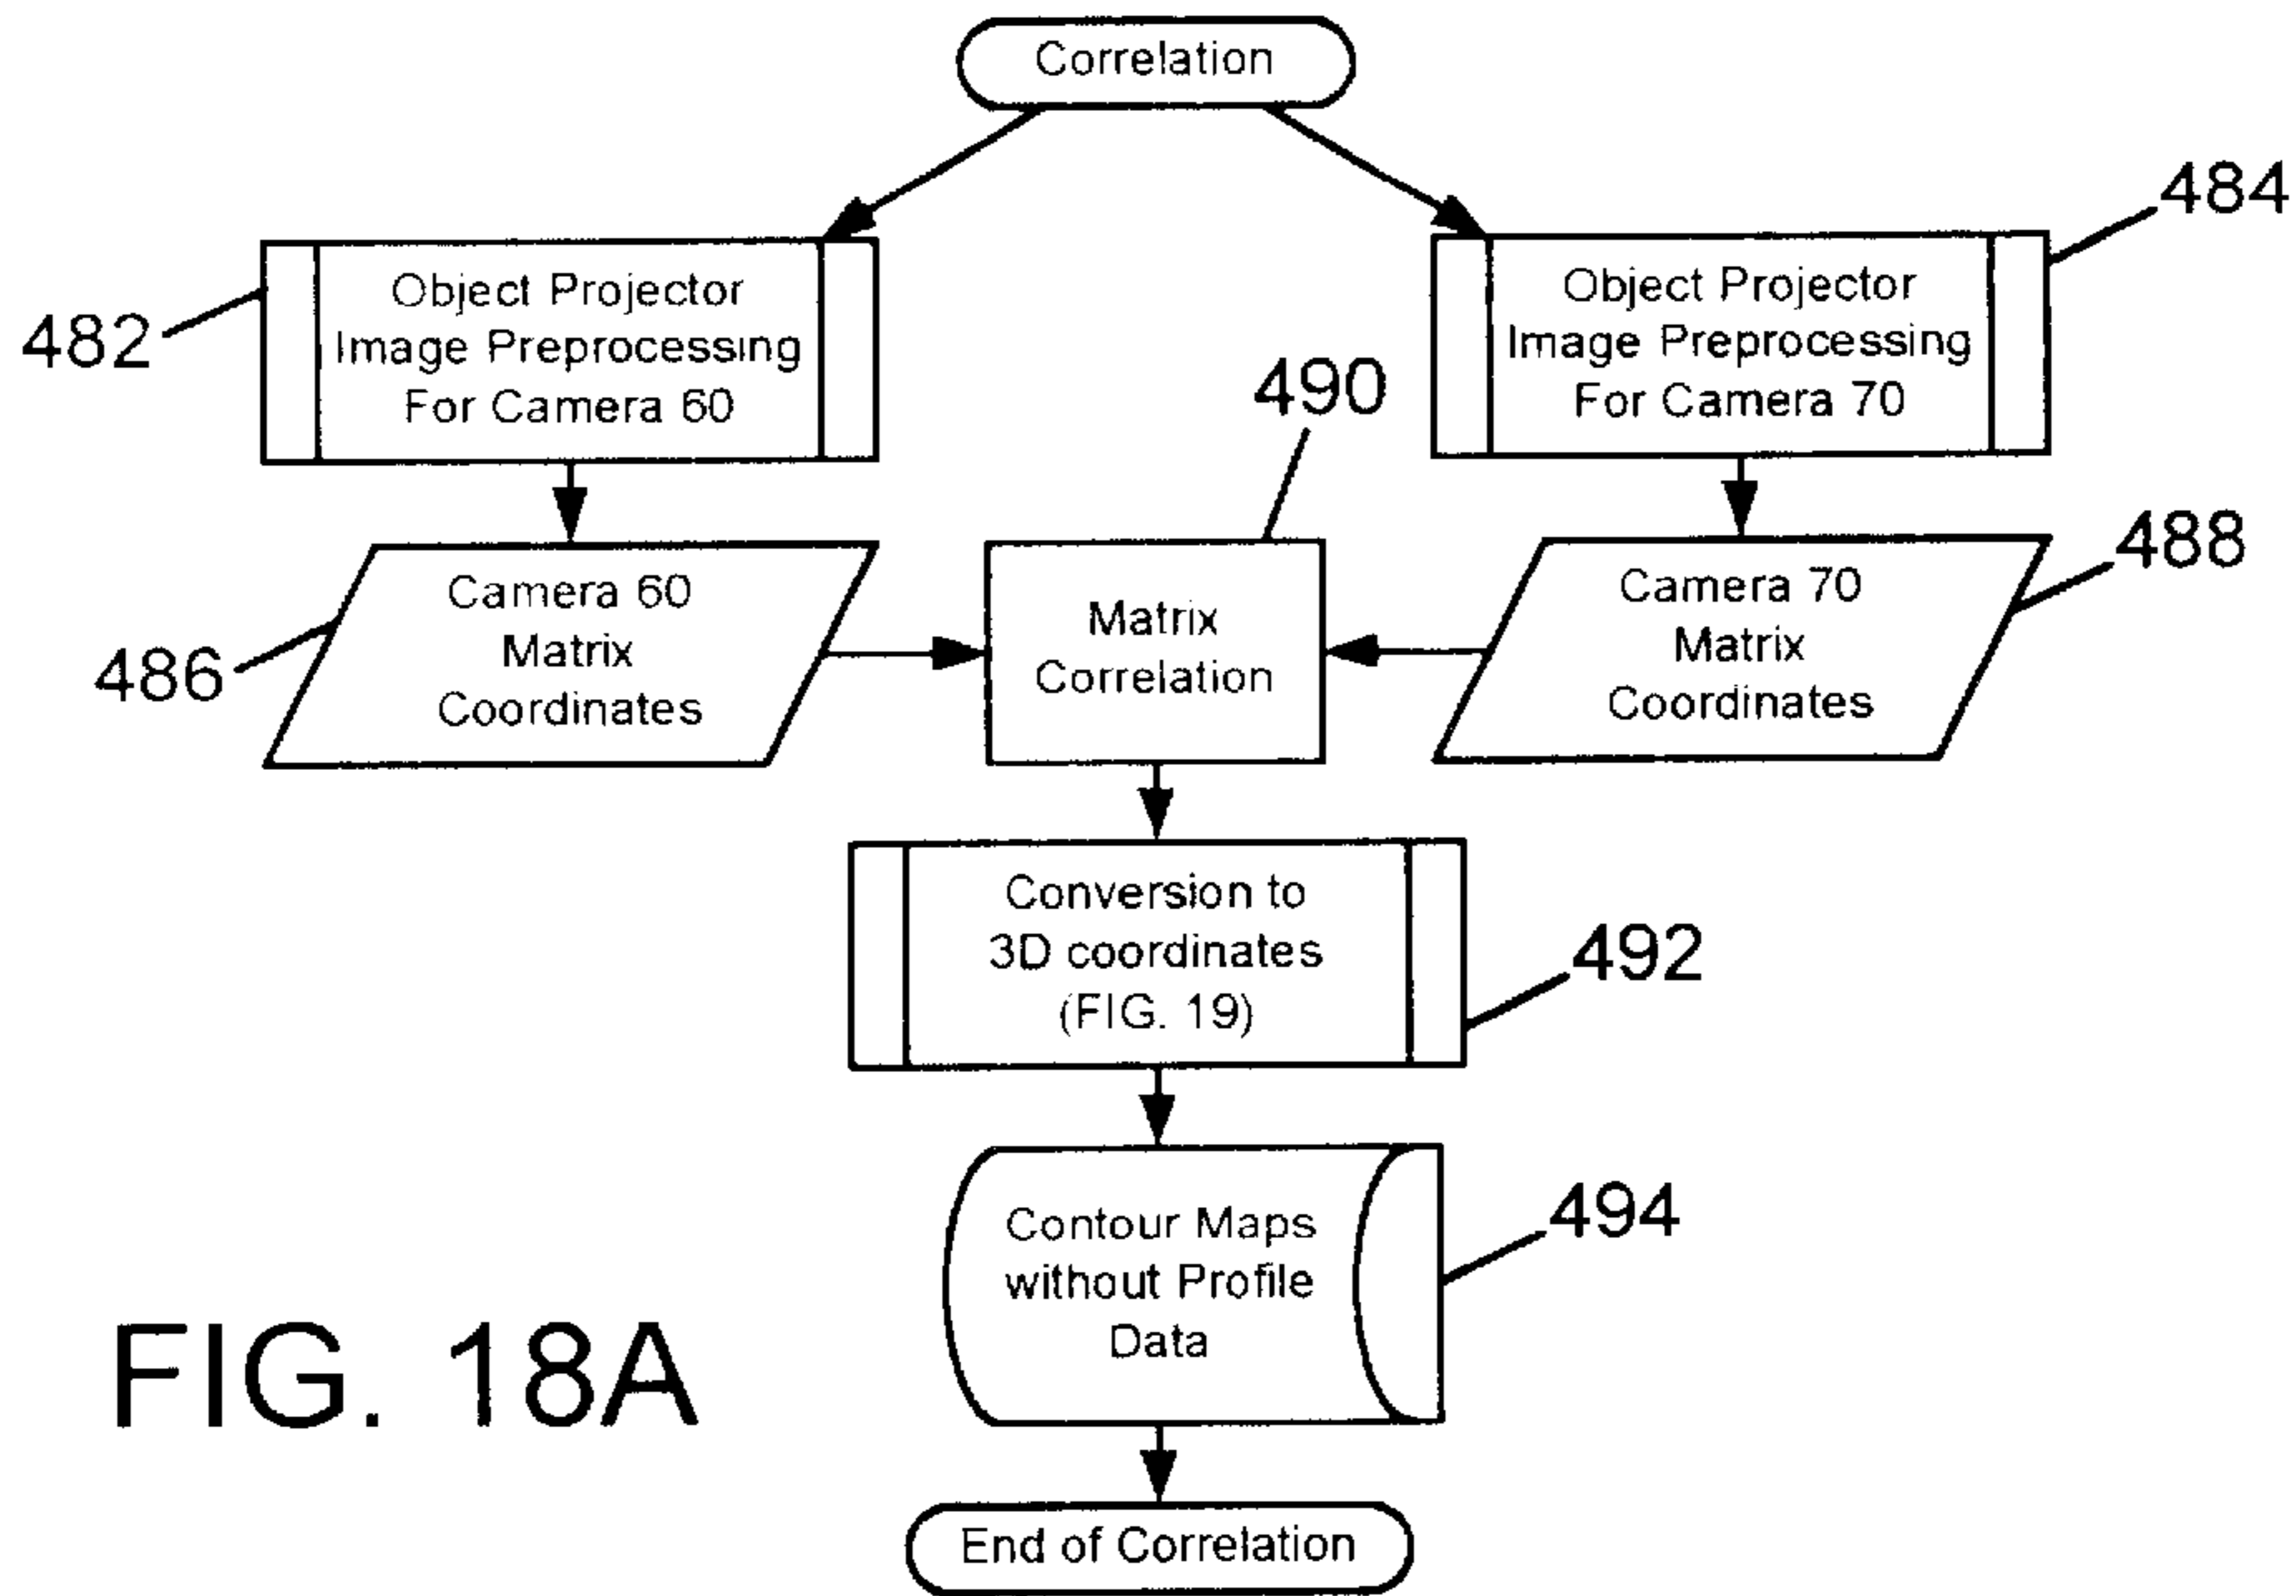 Correlation
484
Object Projector
Image Preprocessing
For Camera 60
482
Object Projector
Image Preprocessing
For Camera 70
490
488
Camera 60
Matrix
Coordinates
486
Matrix
Correlation
Camera 70
Matrix
Coordinates
Conversion to
3D coordinates
(FIG. 19)
492
Contour Maps
without Profile
Data
494
FIG. 18A
End of Correlation